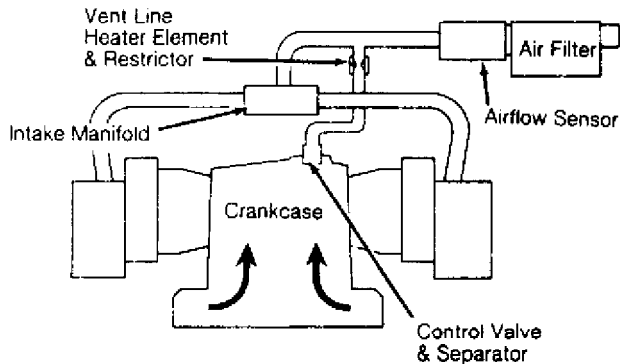 Vent Line
Heater Element
& Restrictor
Air Filter
Airflow Sensor
Intake Manifold
Crankcase
Control Valve
& Separator